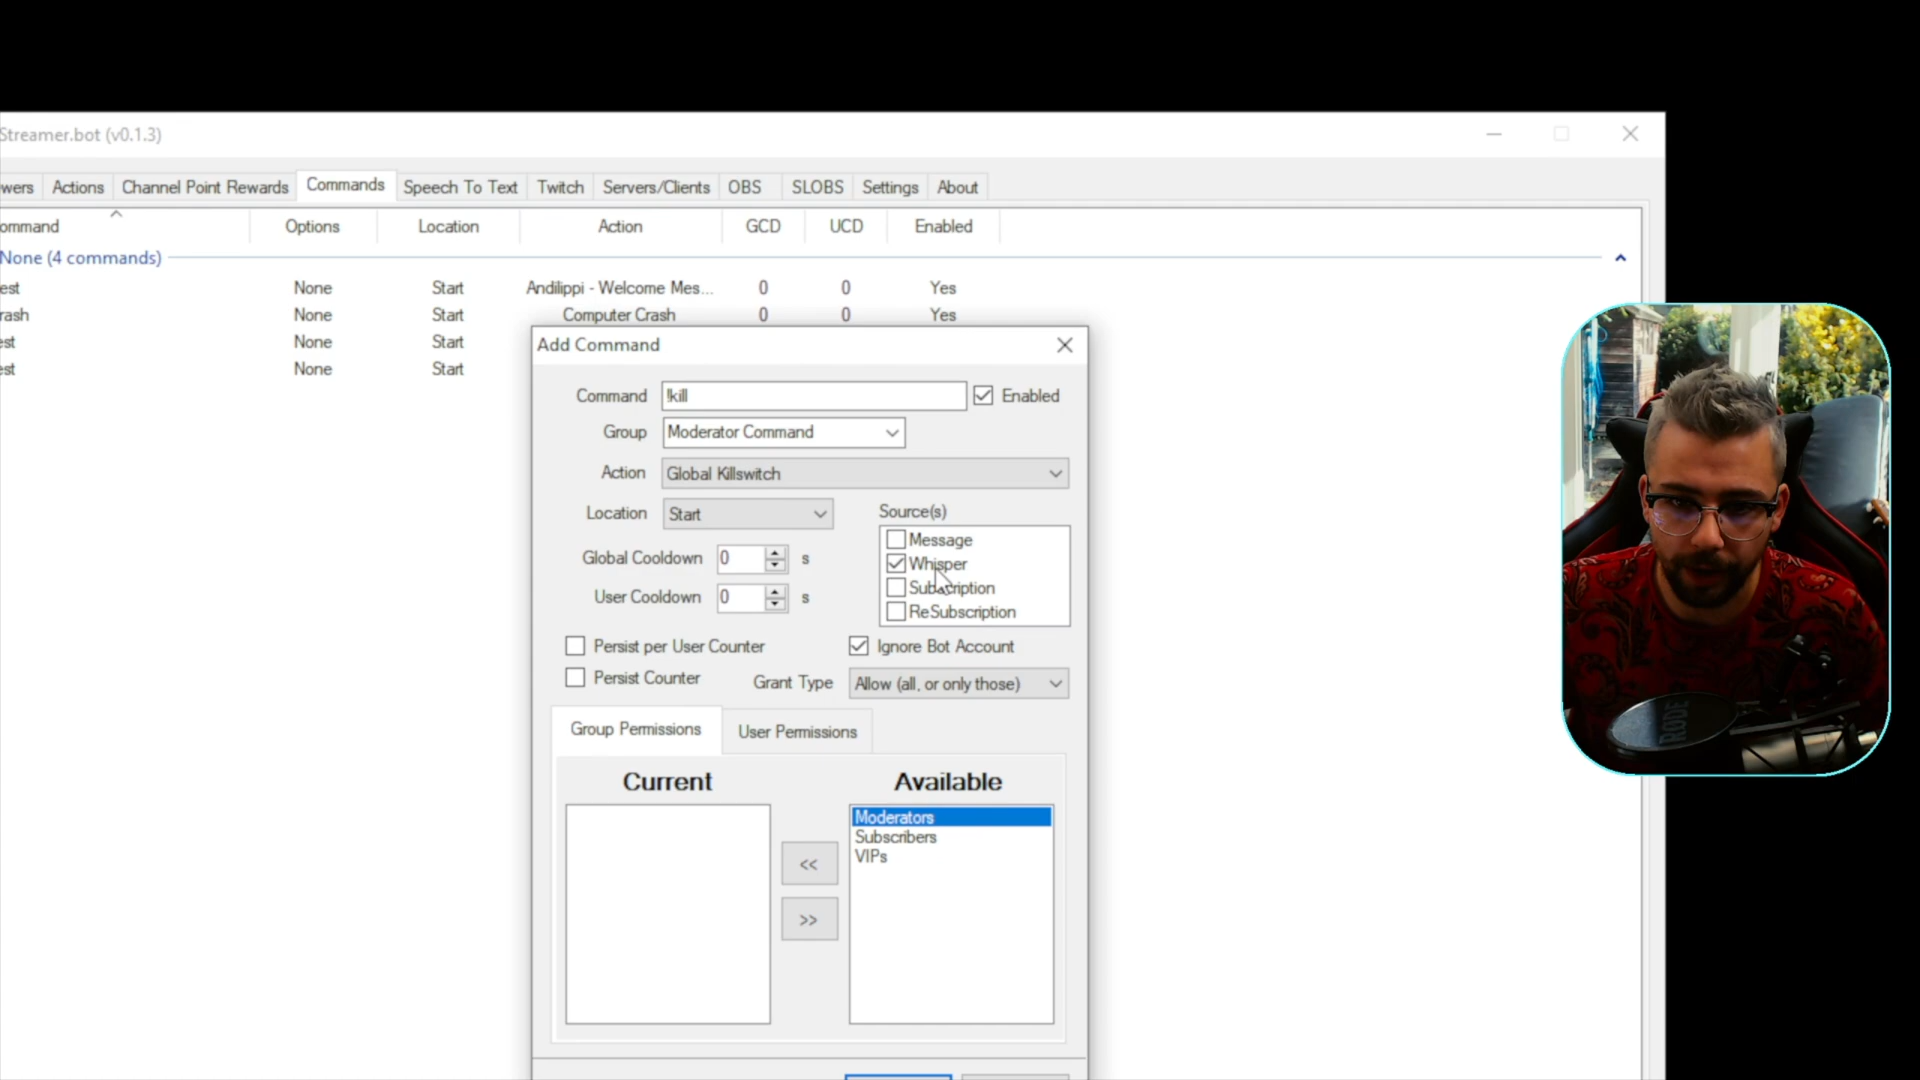 Streamer.bot (v0.1.3)
wers Actions Channel Point Rewards Commands Speech To Text Twitch Servers/Clients OBS SLOBS Settings About
ommand Options Location Action GCD UCD Enabled
None (4 commands)
est None Start Andilippi - Welcome Mes... 0 0 Yes
rash None Start Computer Crash 0 0 Yes
est None Start
est None Start
Add Command
Command !kill Enabled
Group Moderator Command
Action Global Killswitch
Location Start Source(s)
Message
Whisper
Subscription
ReSubscription
Global Cooldown 0 s
User Cooldown 0 s
Persist per User Counter Ignore Bot Account
Persist Counter Grant Type Allow (all, or only those)
Group Permissions User Permissions
Current Available
Moderators
Subscribers
VIPs
<<
>>
RODE